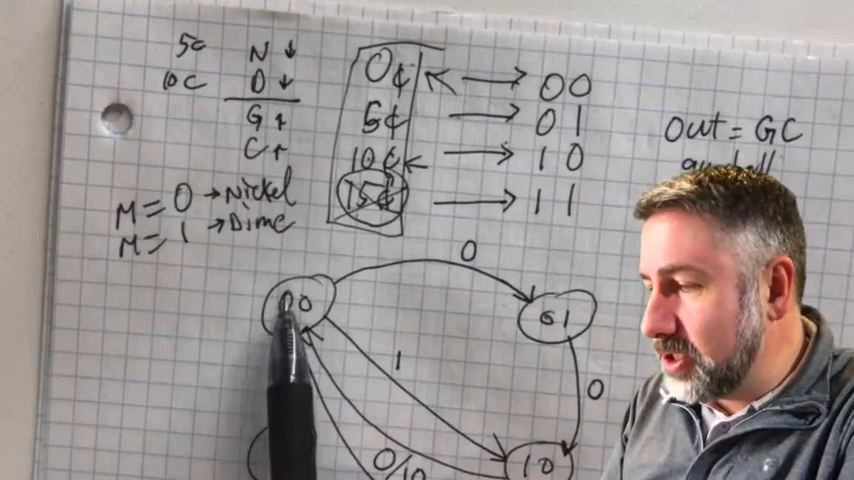 5¢ N ↓
10¢ D ↓
G ↑
C ↑
M = 0 → Nickel
M = 1 → Dime
0¢ → 00
5¢ → 01
10¢ → 10
15¢ → 11
Out = GC
0
00
01
1
0
0/10
10